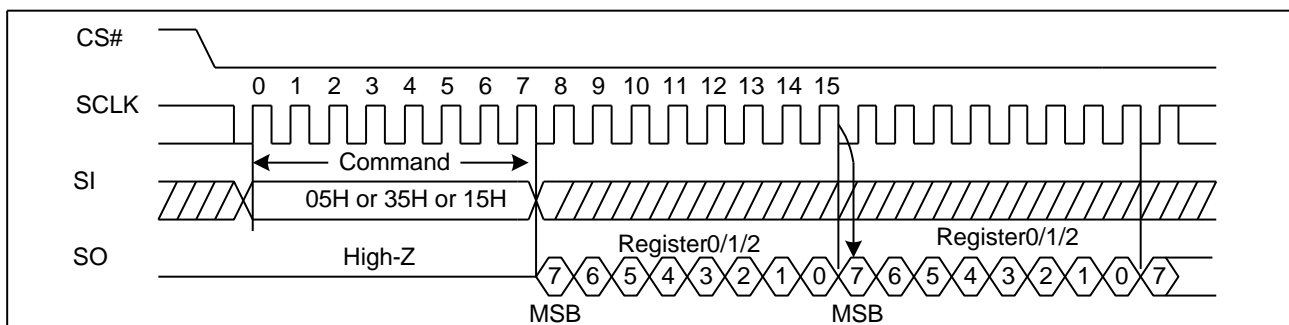 CS#
0 1 2 3 4 5 6 7 8 9 10 11 12 13 14 15
SCLK
Command
SI
05H or 35H or 15H
Register0/1/2 Register0/1/2
SO
High-Z
7 6 5 4 3 2 1 0 7 6 5 4 3 2 1 0 7
MSB MSB